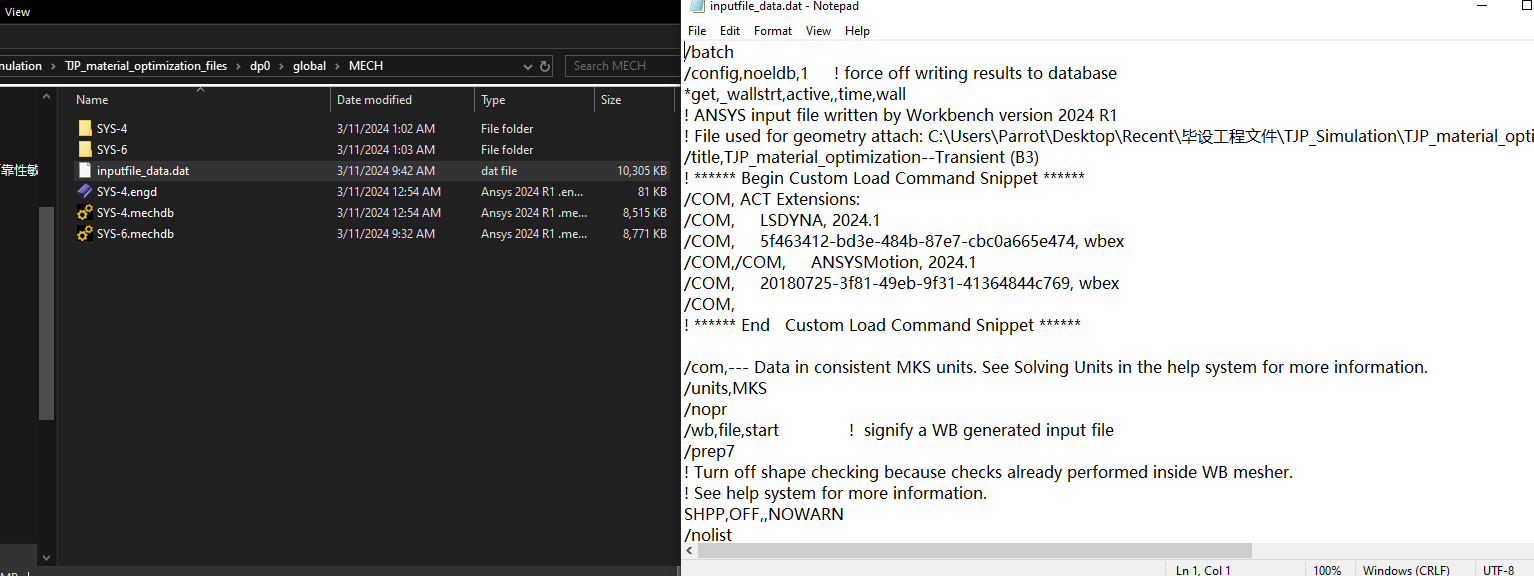 View
mulation > TJP_material_optimization_files > dp0 > global > MECH
Search MECH
Name Date modified Type Size
SYS-4 3/11/2024 1:02 AM File folder
SYS-6 3/11/2024 1:03 AM File folder
inputfile_data.dat 3/11/2024 9:42 AM dat file 10,305 KB
SYS-4.engd 3/11/2024 12:54 AM Ansys 2024 R1 .en... 81 KB
SYS-4.mechdb 3/11/2024 12:54 AM Ansys 2024 R1 .me... 8,515 KB
SYS-6.mechdb 3/11/2024 9:32 AM Ansys 2024 R1 .me... 8,771 KB
靠性敏
inputfile_data.dat - Notepad
File Edit Format View Help
/batch
/config,noeldb,1 ! force off writing results to database
*get,_wallstrt,active,,time,wall
! ANSYS input file written by Workbench version 2024 R1
! File used for geometry attach: C:\Users\Parrot\Desktop\Recent\毕设工程文件\TJP_Simulation\TJP_material_opti
/title,TJP_material_optimization--Transient (B3)
! ****** Begin Custom Load Command Snippet ******
/COM, ACT Extensions:
/COM, LSDYNA, 2024.1
/COM, 5f463412-bd3e-484b-87e7-cbc0a665e474, wbex
/COM,/COM, ANSYSMotion, 2024.1
/COM, 20180725-3f81-49eb-9f31-41364844c769, wbex
/COM,
! ****** End Custom Load Command Snippet ******
/com,--- Data in consistent MKS units. See Solving Units in the help system for more information.
/units,MKS
/nopr
/wb,file,start ! signify a WB generated input file
/prep7
! Turn off shape checking because checks already performed inside WB mesher.
! See help system for more information.
SHPP,OFF,,NOWARN
/nolist
Ln 1, Col 1 100% Windows (CRLF) UTF-8